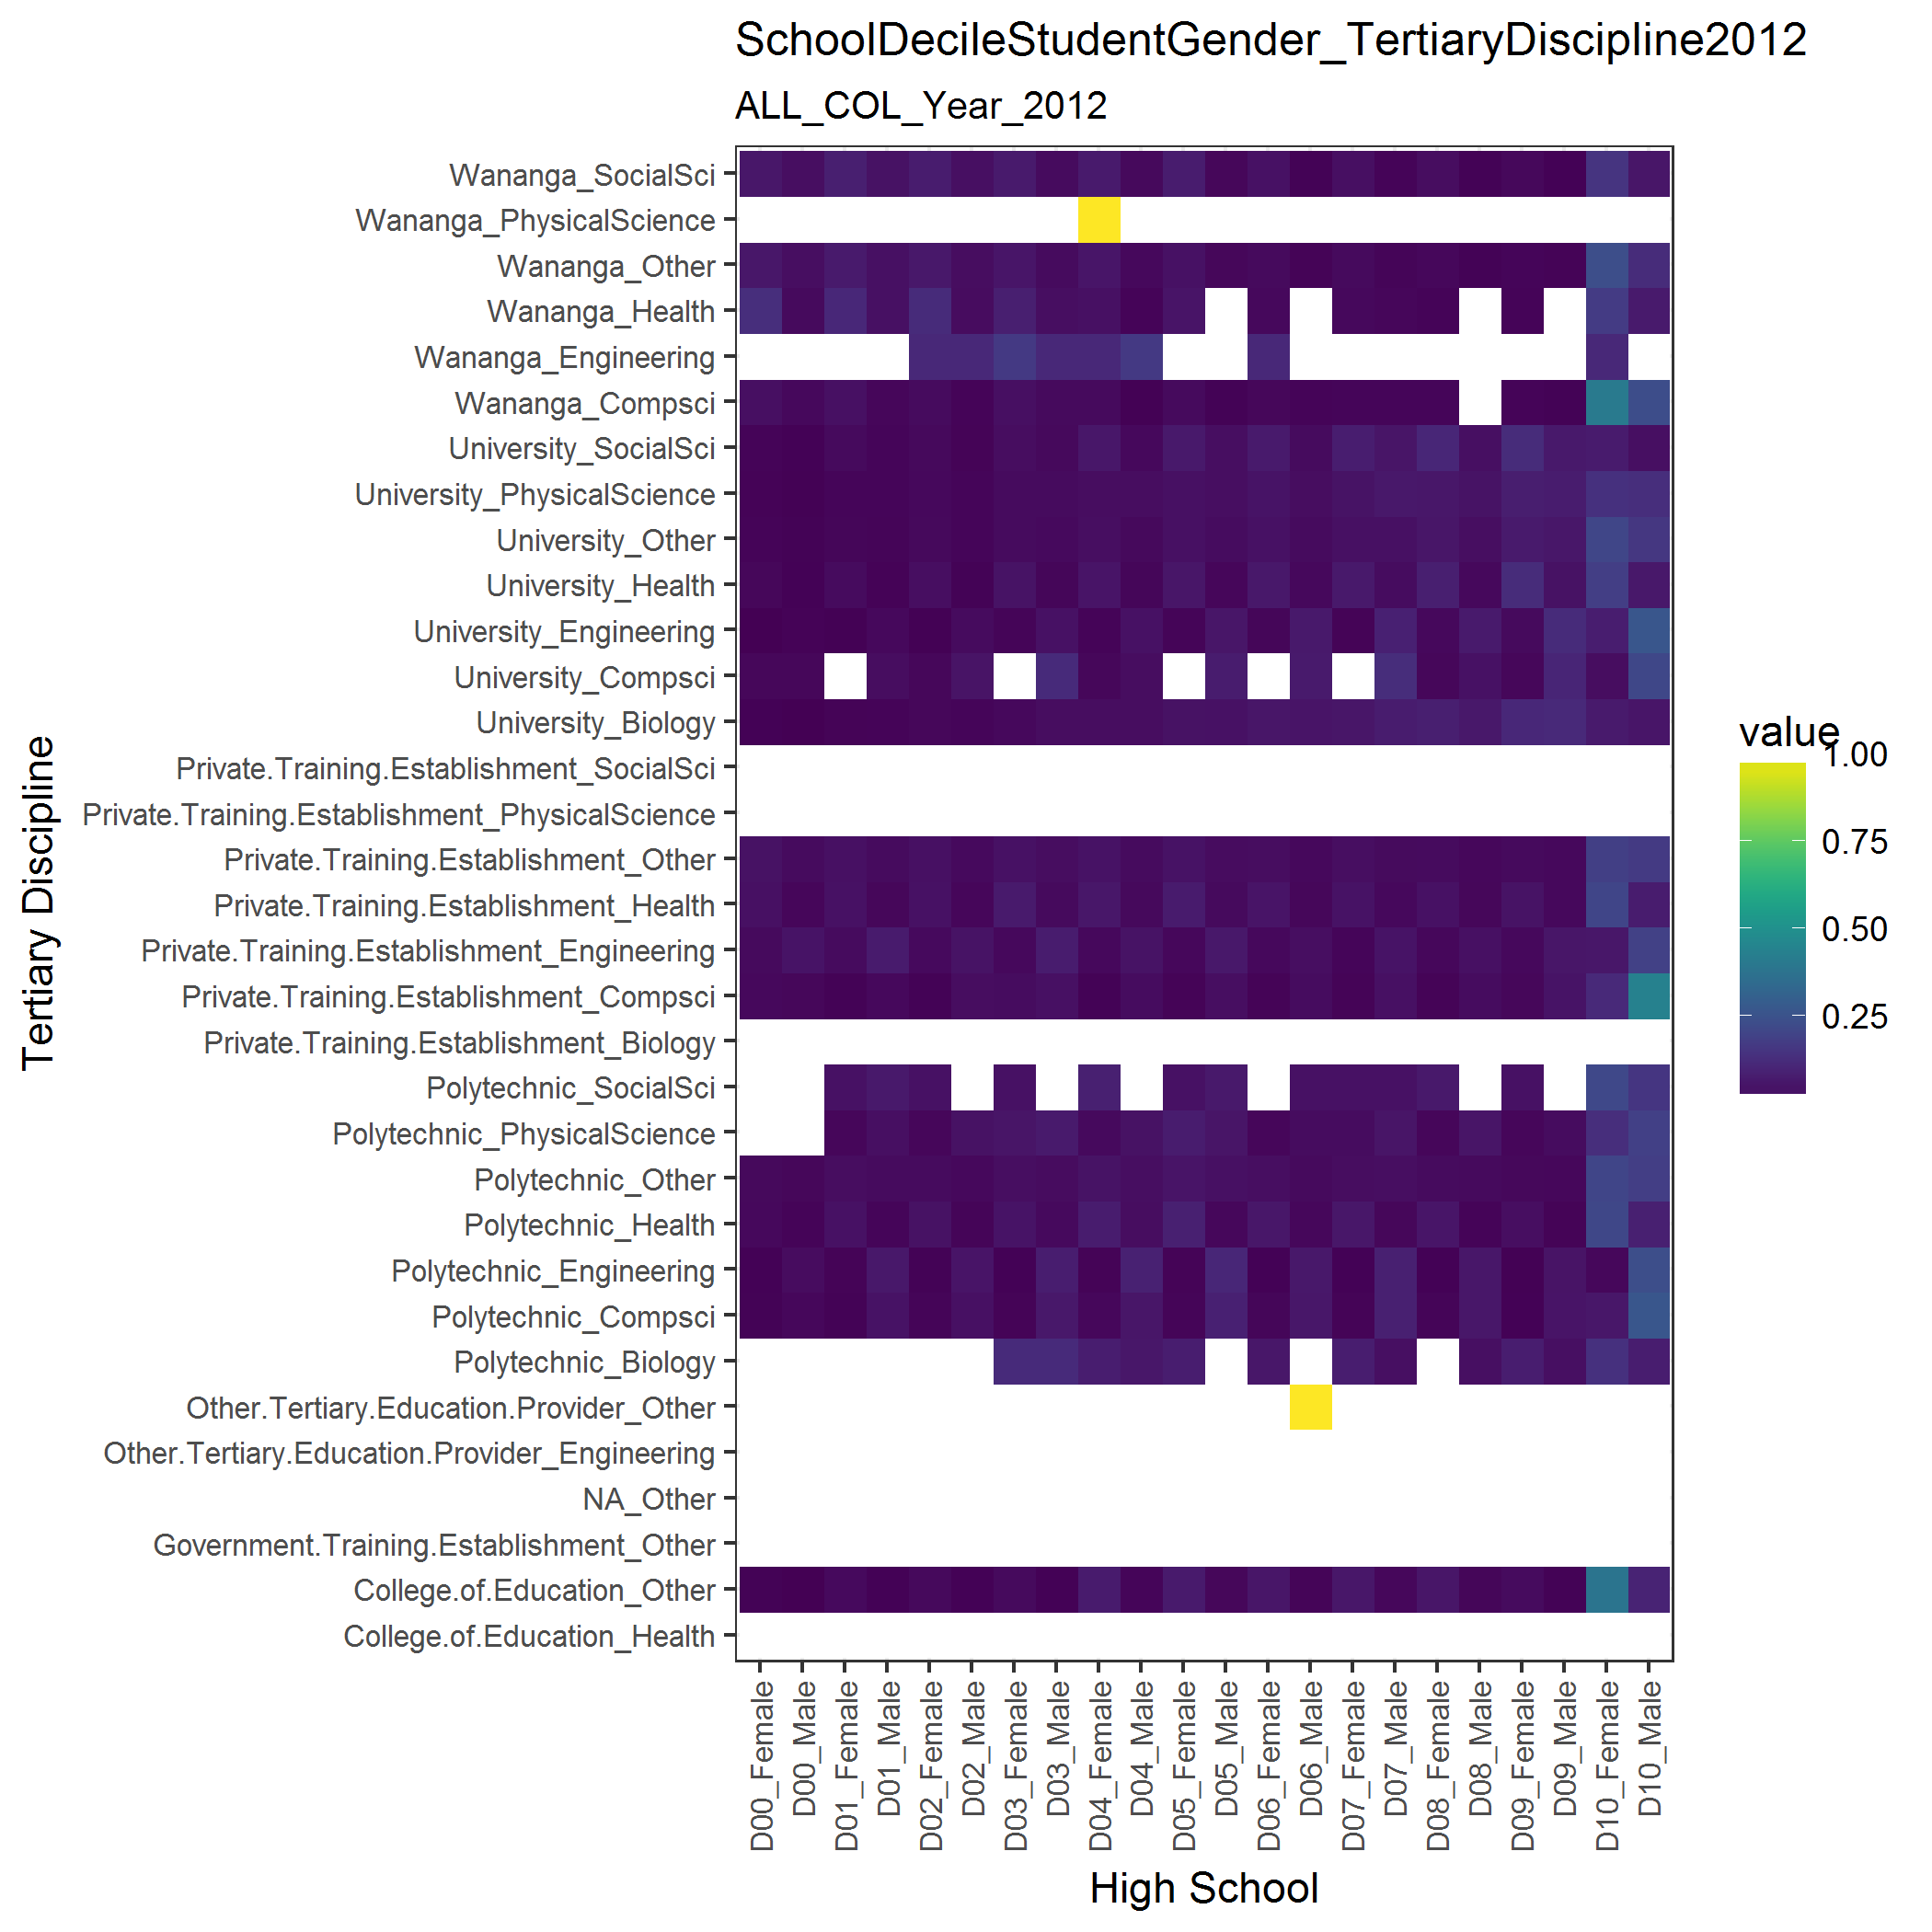 SchoolDecileStudentGender_TertiaryDiscipline2012
ALL_COL_Year_2012
Tertiary Discipline
Wananga_SocialSci
Wananga_PhysicalScience
Wananga_Other
Wananga_Health
Wananga_Engineering
Wananga_Compsci
University_SocialSci
University_PhysicalScience
University_Other
University_Health
University_Engineering
University_Compsci
University_Biology
Private.Training.Establishment_SocialSci
Private.Training.Establishment_PhysicalScience
Private.Training.Establishment_Other
Private.Training.Establishment_Health
Private.Training.Establishment_Engineering
Private.Training.Establishment_Compsci
Private.Training.Establishment_Biology
Polytechnic_SocialSci
Polytechnic_PhysicalScience
Polytechnic_Other
Polytechnic_Health
Polytechnic_Engineering
Polytechnic_Compsci
Polytechnic_Biology
Other.Tertiary.Education.Provider_Other
Other.Tertiary.Education.Provider_Engineering
NA_Other
Government.Training.Establishment_Other
College.of.Education_Other
College.of.Education_Health
D00_Female
D00_Male
D01_Female
D01_Male
D02_Female
D02_Male
D03_Female
D03_Male
D04_Female
D04_Male
D05_Female
D05_Male
D06_Female
D06_Male
D07_Female
D07_Male
D08_Female
D08_Male
D09_Female
D09_Male
D10_Female
D10_Male
High School
value
1.00
0.75
0.50
0.25